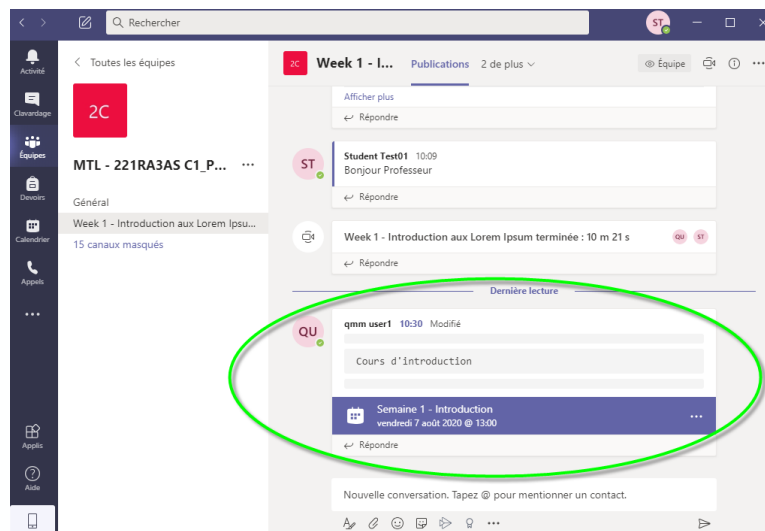 Rechercher
ST
Activité
Clavardage
Équipes
Devoirs
Calendrier
Appels
Applis
Aide
Toutes les équipes
2C
MTL - 221RA3AS C1_P... ...
Général
Week 1 - Introduction aux Lorem Ipsu...
15 canaux masqués
2C Week 1 - I... Publications 2 de plus Équipe
Afficher plus
Répondre
ST
Student Test01 10:09
Bonjour Professeur
Répondre
Week 1 - Introduction aux Lorem Ipsum terminée : 10 m 21 s QU ST
Répondre
Dernière lecture
QU
qmm user1 10:30 Modifié
Cours d'introduction
Semaine 1 - Introduction
vendredi 7 août 2020 @ 13:00
Répondre
Nouvelle conversation. Tapez @ pour mentionner un contact.